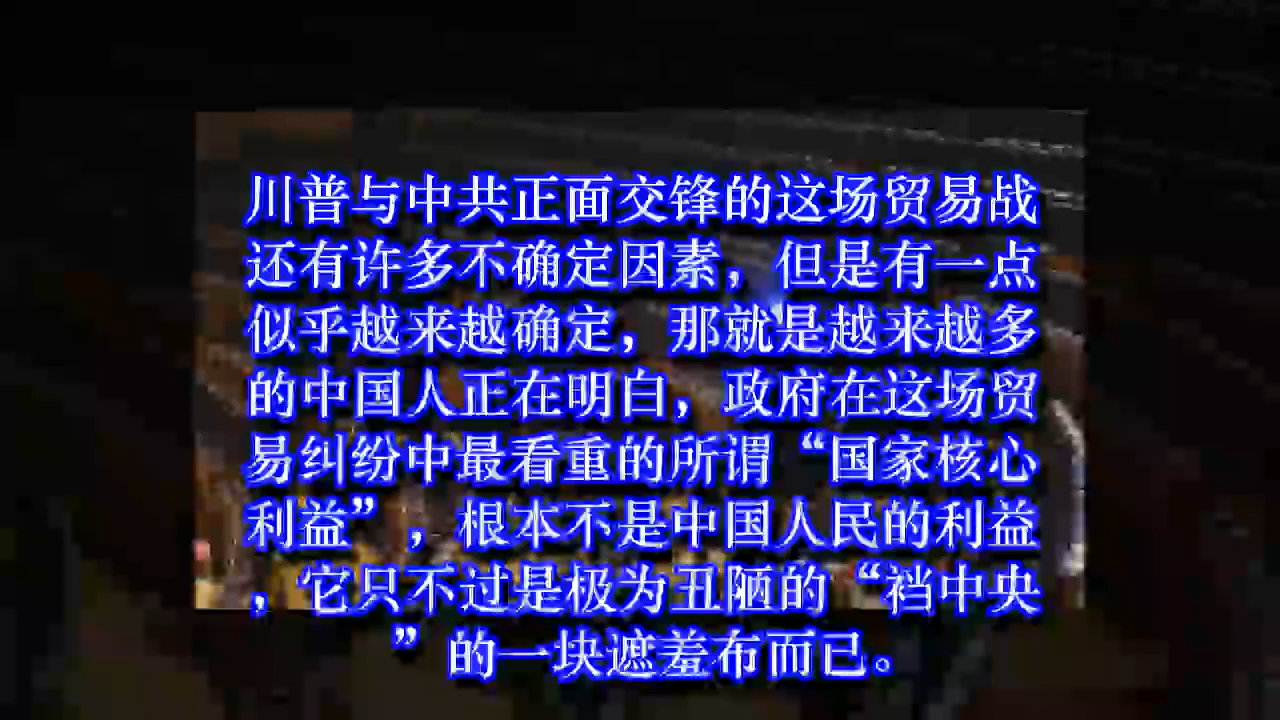 川普与中共正面交锋的这场贸易战
还有许多不确定因素，但是有一点
似乎越来越确定，那就是越来越多
的中国人正在明白，政府在这场贸
易纠纷中最看重的所谓“国家核心
利益”，根本不是中国人民的利益
，它只不过是极为丑陋的“裆中央
”的一块遮羞布而已。